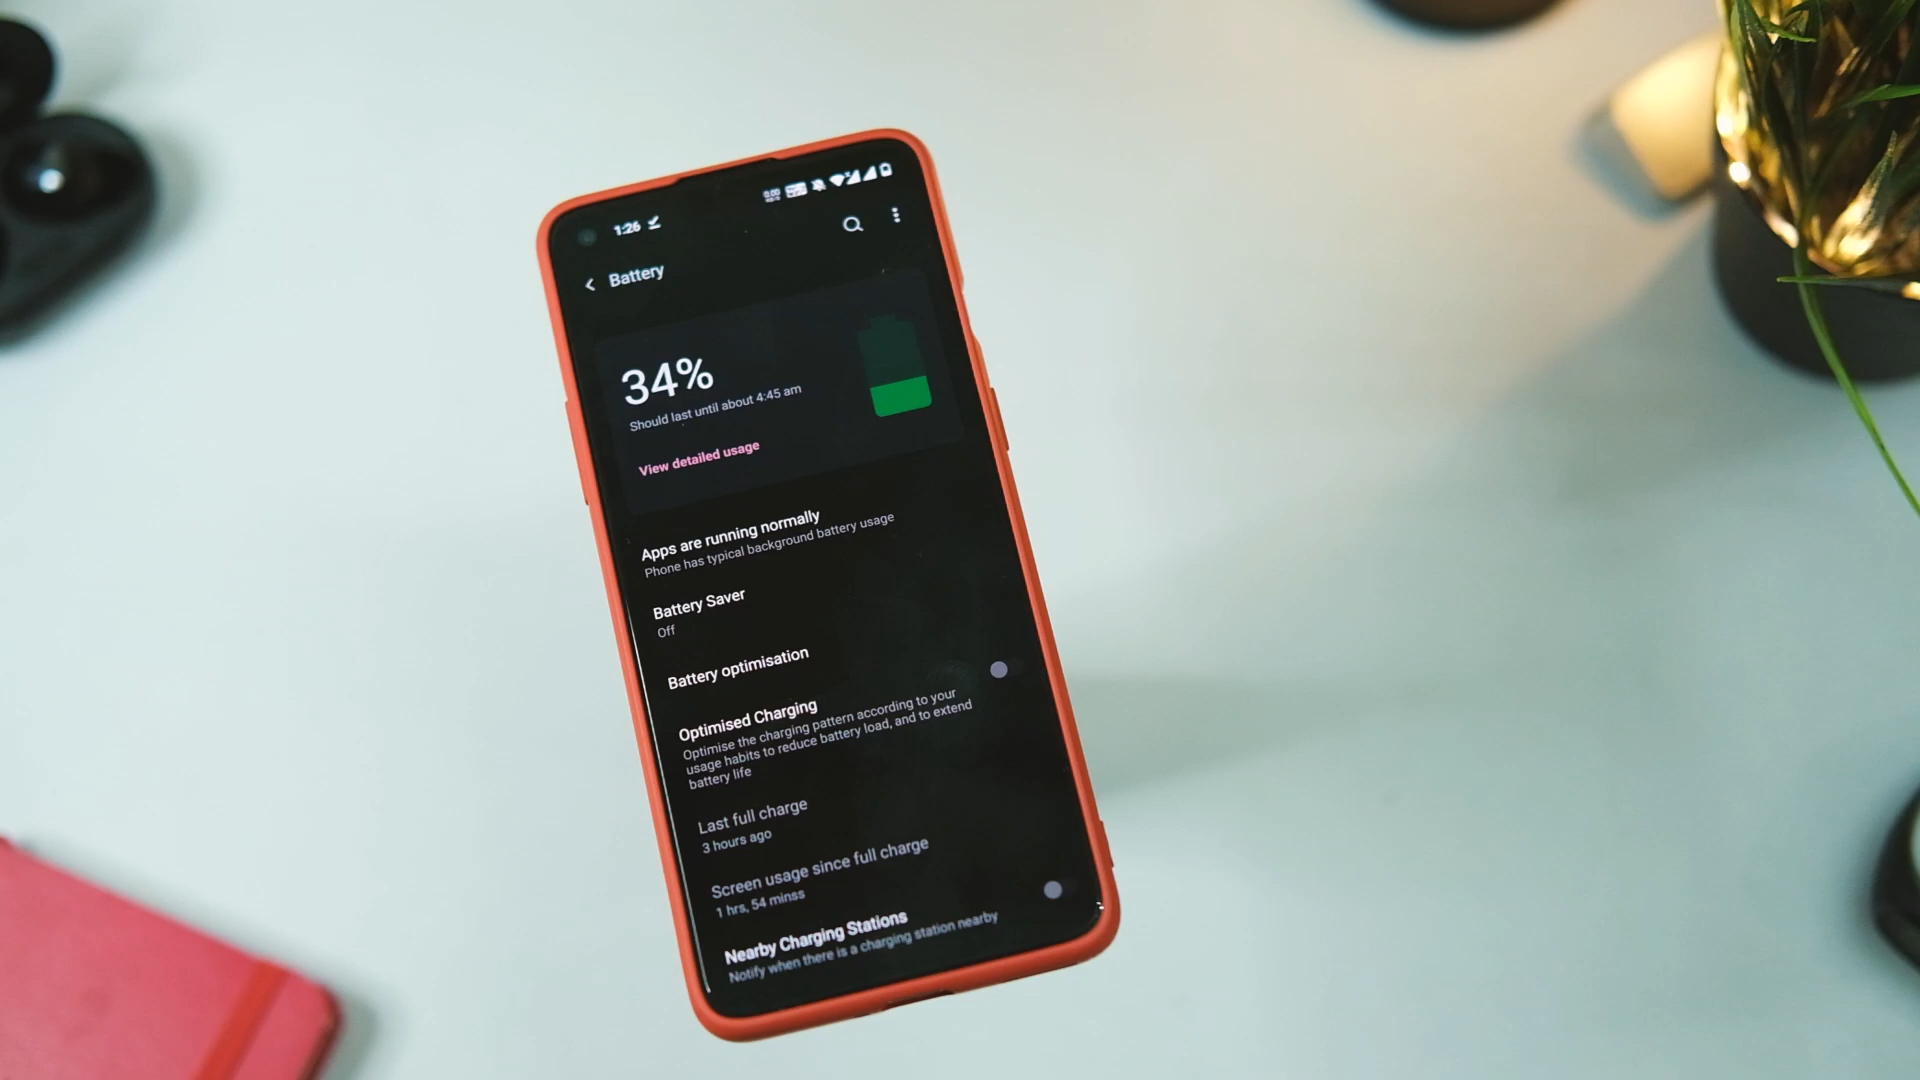 1:26
Battery
34%
Should last until about 4:45 am
View detailed usage
Apps are running normally
Phone has typical background battery usage
Battery Saver
Off
Battery optimisation
Optimised Charging
Optimise the charging pattern according to your
usage habits to reduce battery load, and to extend
battery life
Last full charge
3 hours ago
Screen usage since full charge
1 hrs, 54 minss
Nearby Charging Stations
Notify when there is a charging station nearby